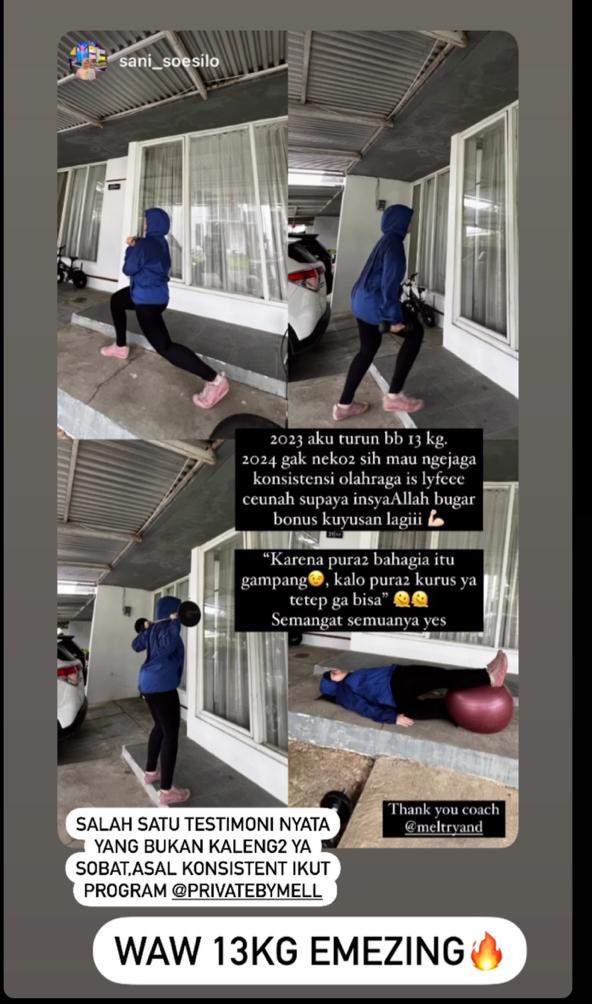 sani_soesilo
2023 aku turun bb 13 kg.
2024 gak neko2 sih mau ngejaga
konsistensi olahraga is lyfeee
ceunah supaya insyaAllah bugar
bonus kuyusan lagiii 💪🏻
“Karena pura2 bahagia itu
gampang😉, kalo pura2 kurus ya
tetep ga bisa” 🫠🫠
Semangat semuanya yes
Thank you coach
@meltryand
SALAH SATU TESTIMONI NYATA
YANG BUKAN KALENG2 YA
SOBAT,ASAL KONSISTENT IKUT
PROGRAM @PRIVATEBYMELL
WAW 13KG EMEZING🔥